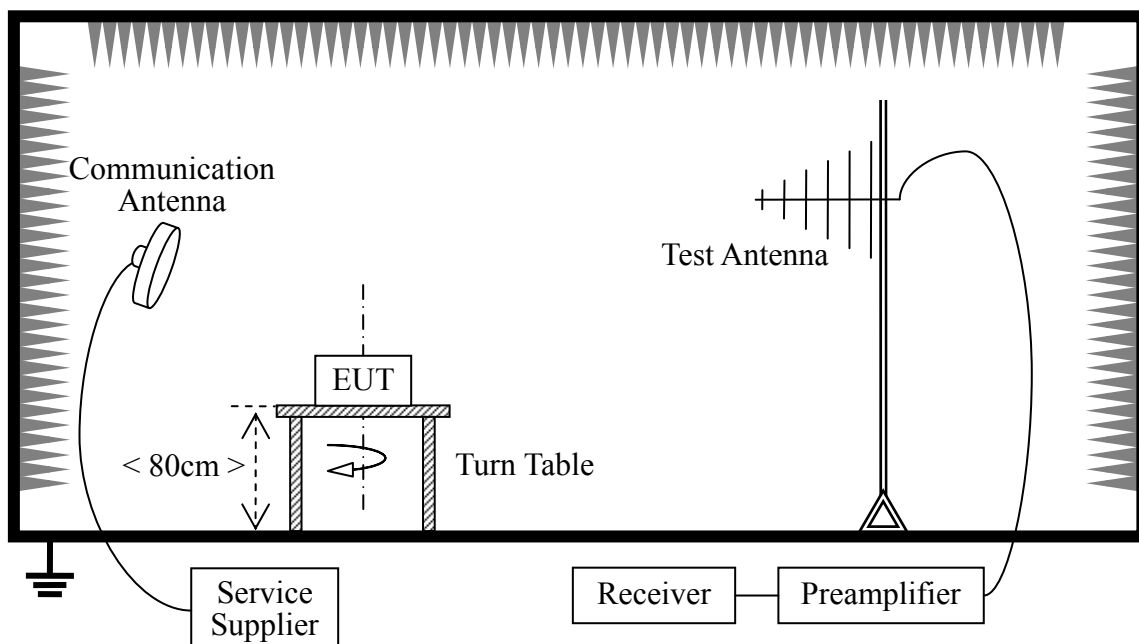 Communication
Antenna
Test Antenna
EUT
< 80cm >
Turn Table
Service
Supplier
Receiver
Preamplifier